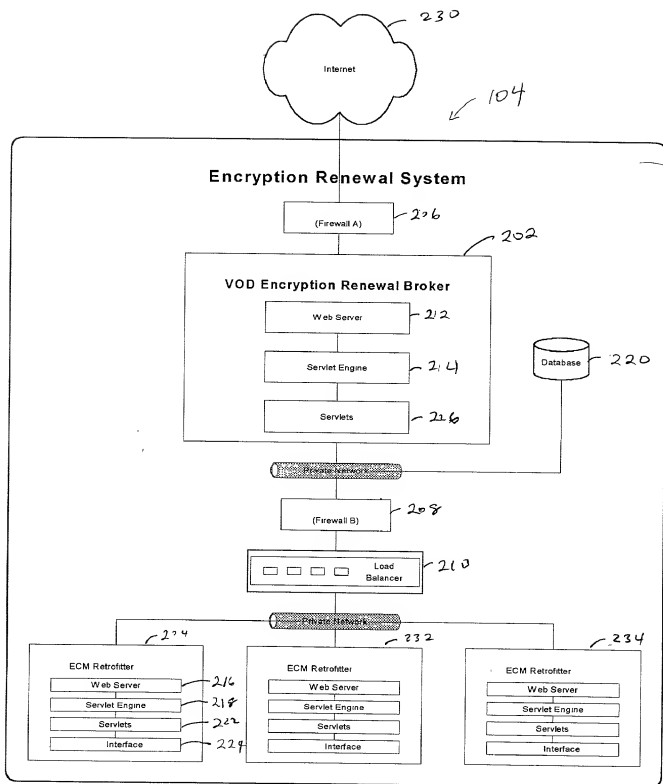 230
Internet
104
Encryption Renewal System
(Firewall A)
206
202
VOD Encryption Renewal Broker
Web Server
212
Servlet Engine
214
Servlets
226
Database
220
Private Network
(Firewall B)
208
Load
Balancer
210
Private Network
204
232
234
ECM Retrofitter
Web Server
216
Servlet Engine
218
Servlets
222
Interface
224
ECM Retrofitter
Web Server
Servlet Engine
Servlets
Interface
ECM Retrofitter
Web Server
Servlet Engine
Servlets
Interface